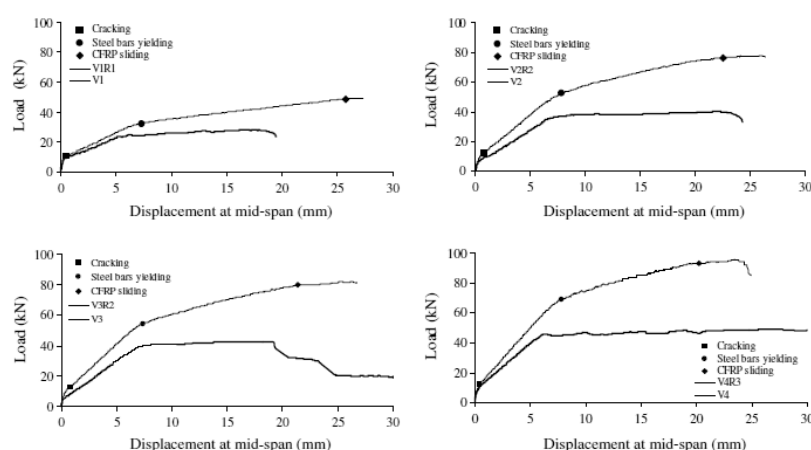 100
80
60
40
20
0
Load (kN)
Cracking
Steel bars yielding
CFRP sliding
V1R1
V1
0 5 10 15 20 25 30
Displacement at mid-span (mm)
100
80
60
40
20
0
Load (kN)
Cracking
Steel bars yielding
CFRP sliding
V2R2
V2
0 5 10 15 20 25 30
Displacement at mid-span (mm)
100
80
60
40
20
0
Load (kN)
Cracking
Steel bars yielding
CFRP sliding
V3R2
V3
0 5 10 15 20 25 30
Displacement at mid-span (mm)
100
80
60
40
20
0
Load (kN)
Cracking
Steel bars yielding
CFRP sliding
V4R3
V4
0 5 10 15 20 25 30
Displacement at mid-span (mm)